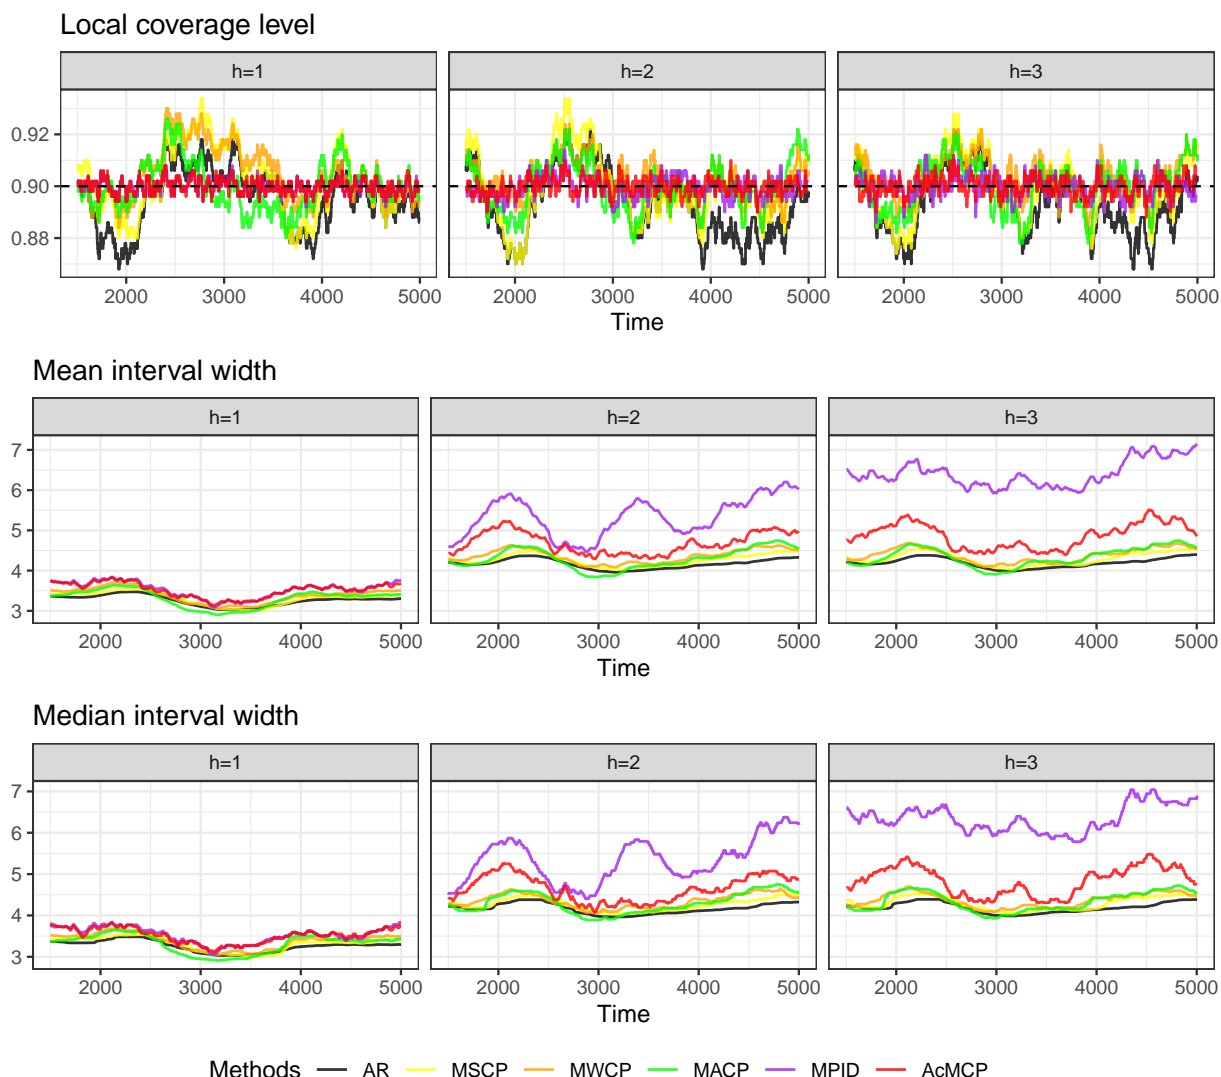 Local coverage level
h=1 h=2 h=3
0.92
0.90
0.88
2000 3000 4000 5000 2000 3000 4000 5000 2000 3000 4000 5000
Time
Mean interval width
h=1 h=2 h=3
7
6
5
4
3
2000 3000 4000 5000 2000 3000 4000 5000 2000 3000 4000 5000
Time
Median interval width
h=1 h=2 h=3
7
6
5
4
3
2000 3000 4000 5000 2000 3000 4000 5000 2000 3000 4000 5000
Time
Methods AR MSCP MWCP MACP MPID AcMCP